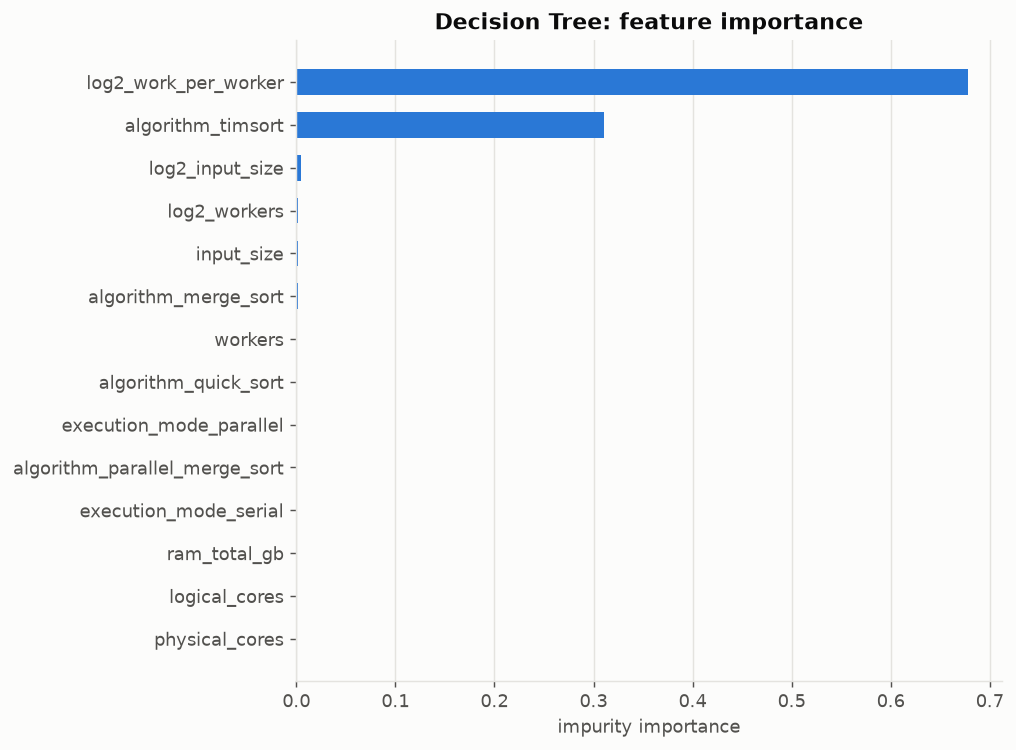 Decision Tree: feature importance
log2_work_per_worker
algorithm_timsort
log2_input_size
log2_workers
input_size
algorithm_merge_sort
workers
algorithm_quick_sort
execution_mode_parallel
algorithm_parallel_merge_sort
execution_mode_serial
ram_total_gb
logical_cores
physical_cores
0.0 0.1 0.2 0.3 0.4 0.5 0.6 0.7
impurity importance